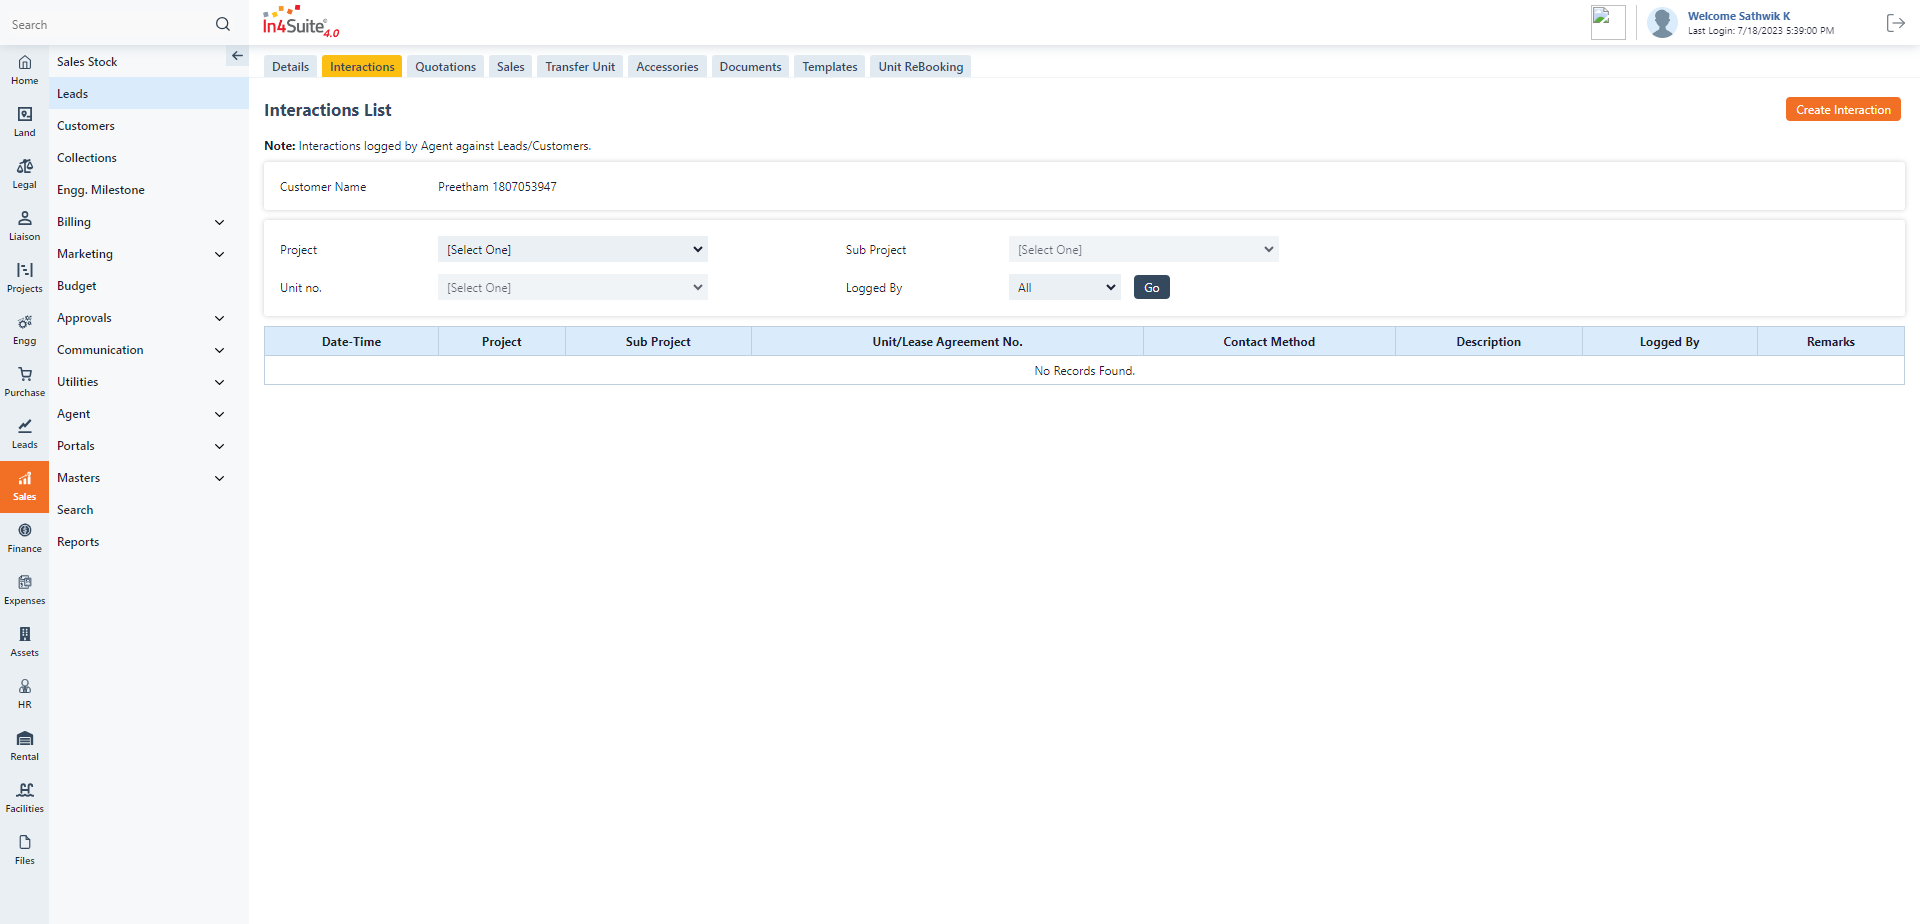 Search
In4Suite® 4.0
Welcome Sathwik K
Last Login: 7/18/2023 5:39:00 PM
Home
Land
Legal
Liaison
Projects
Engg
Purchase
Leads
Sales
Finance
Expenses
Assets
HR
Rental
Facilities
Files
Sales Stock
Leads
Customers
Collections
Engg. Milestone
Billing
Marketing
Budget
Approvals
Communication
Utilities
Agent
Portals
Masters
Search
Reports
Details Interactions Quotations Sales Transfer Unit Accessories Documents Templates Unit ReBooking
Interactions List
Create Interaction
Note: Interactions logged by Agent against Leads/Customers.
Customer Name Preetham 1807053947
Project [Select One] Sub Project [Select One]
Unit no. [Select One] Logged By All Go
Date-Time Project Sub Project Unit/Lease Agreement No. Contact Method Description Logged By Remarks
No Records Found.